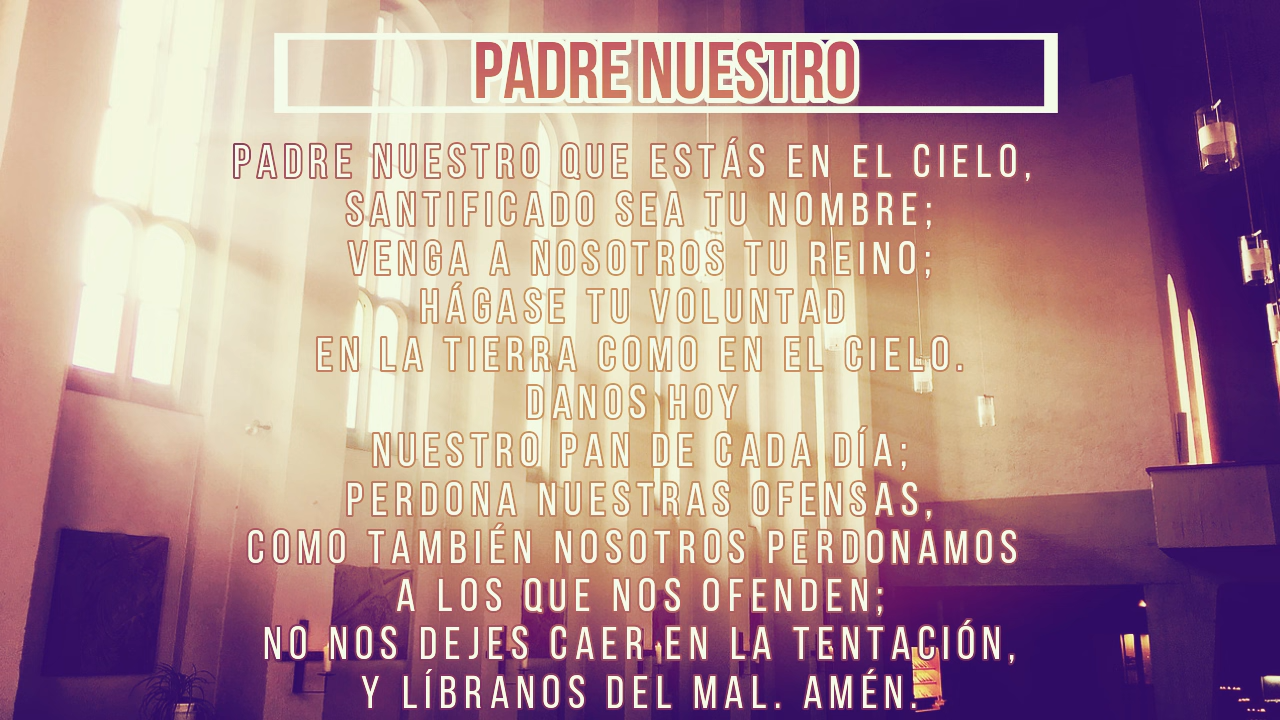 PADRE NUESTRO
PADRE NUESTRO QUE ESTÁS EN EL CIELO,
SANTIFICADO SEA TU NOMBRE;
VENGA A NOSOTROS TU REINO;
HÁGASE TU VOLUNTAD
EN LA TIERRA COMO EN EL CIELO.
DANOS HOY
NUESTRO PAN DE CADA DÍA;
PERDONA NUESTRAS OFENSAS,
COMO TAMBIÉN NOSOTROS PERDONAMOS
A LOS QUE NOS OFENDEN;
NO NOS DEJES CAER EN LA TENTACIÓN,
Y LÍBRANOS DEL MAL. AMÉN.